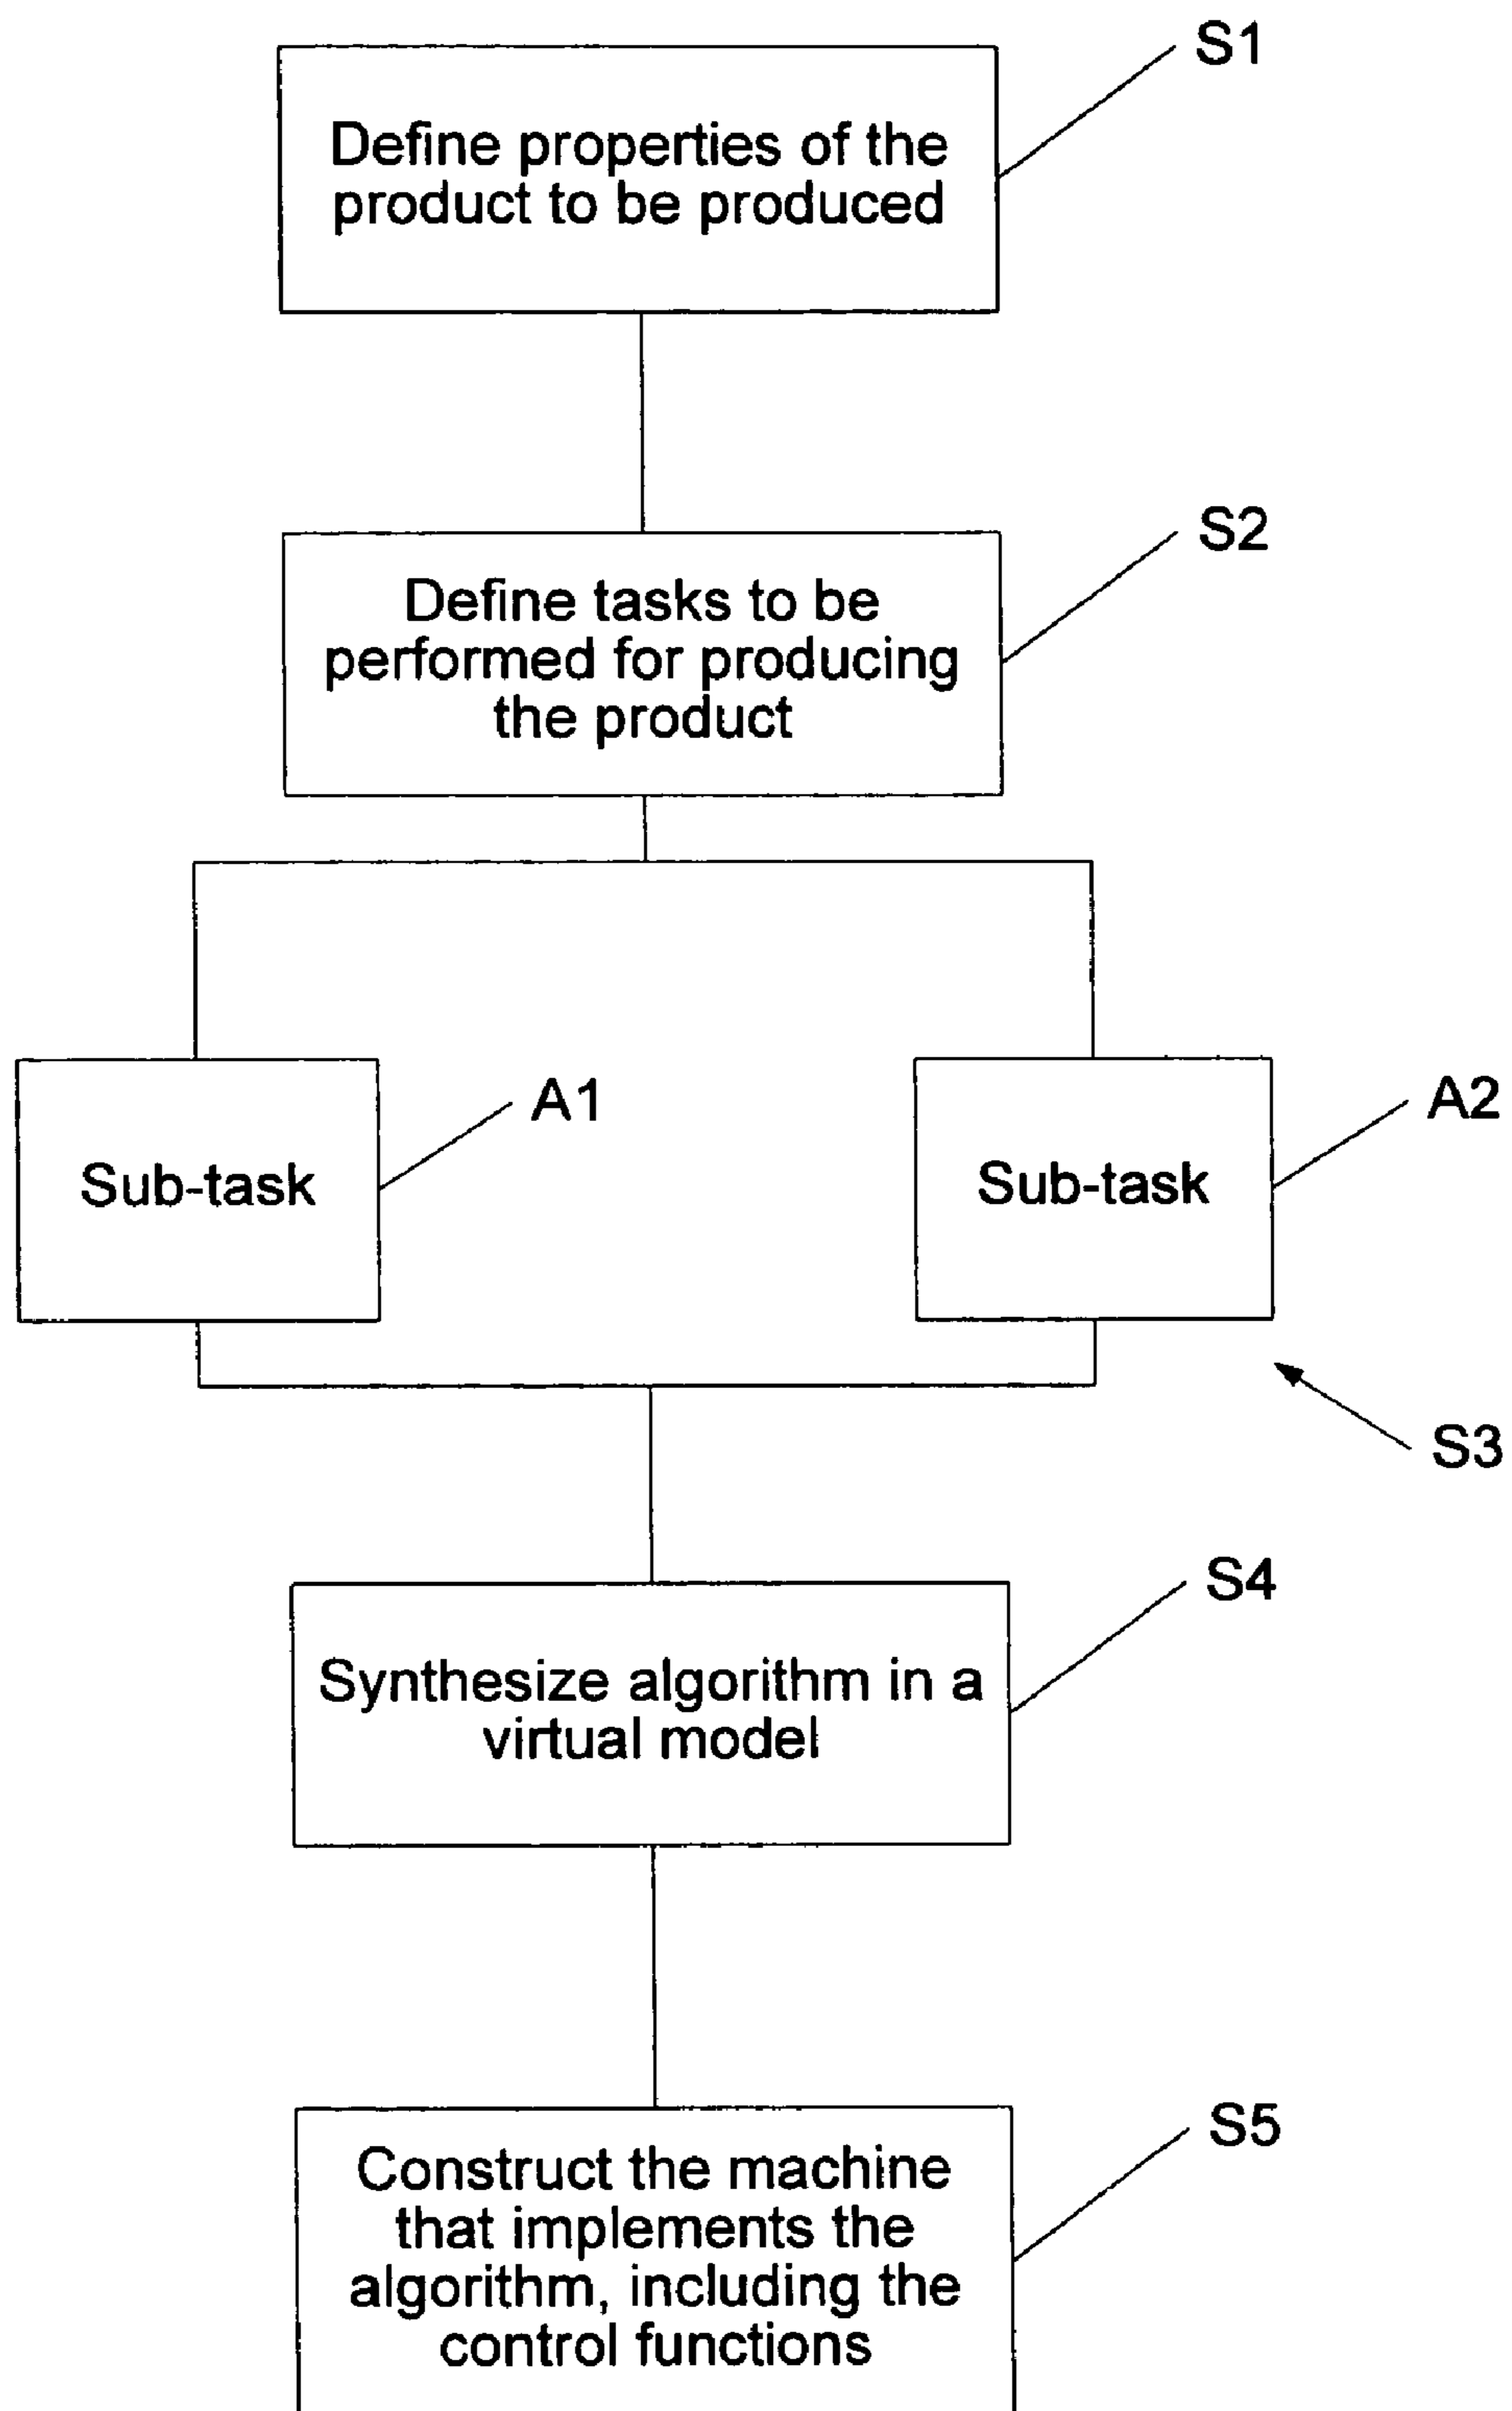 S1
Define properties of the
product to be produced
S2
Define tasks to be
performed for producing
the product
A1
Sub-task
A2
Sub-task
S3
S4
Synthesize algorithm in a
virtual model
S5
Construct the machine
that implements the
algorithm, including the
control functions